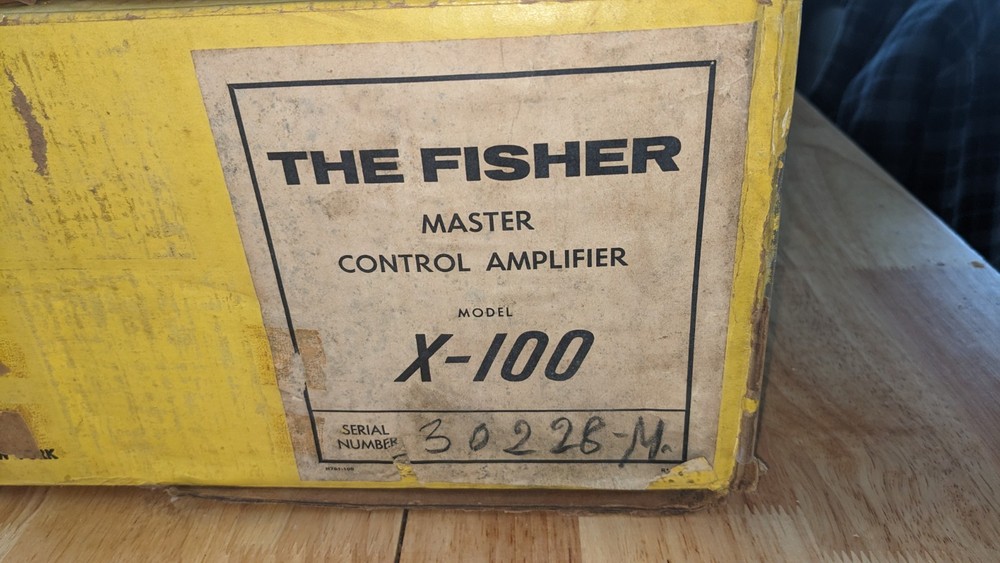 THE FISHER
MASTER
CONTROL AMPLIFIER
MODEL
X-100
SERIAL
NUMBER
30228-M.